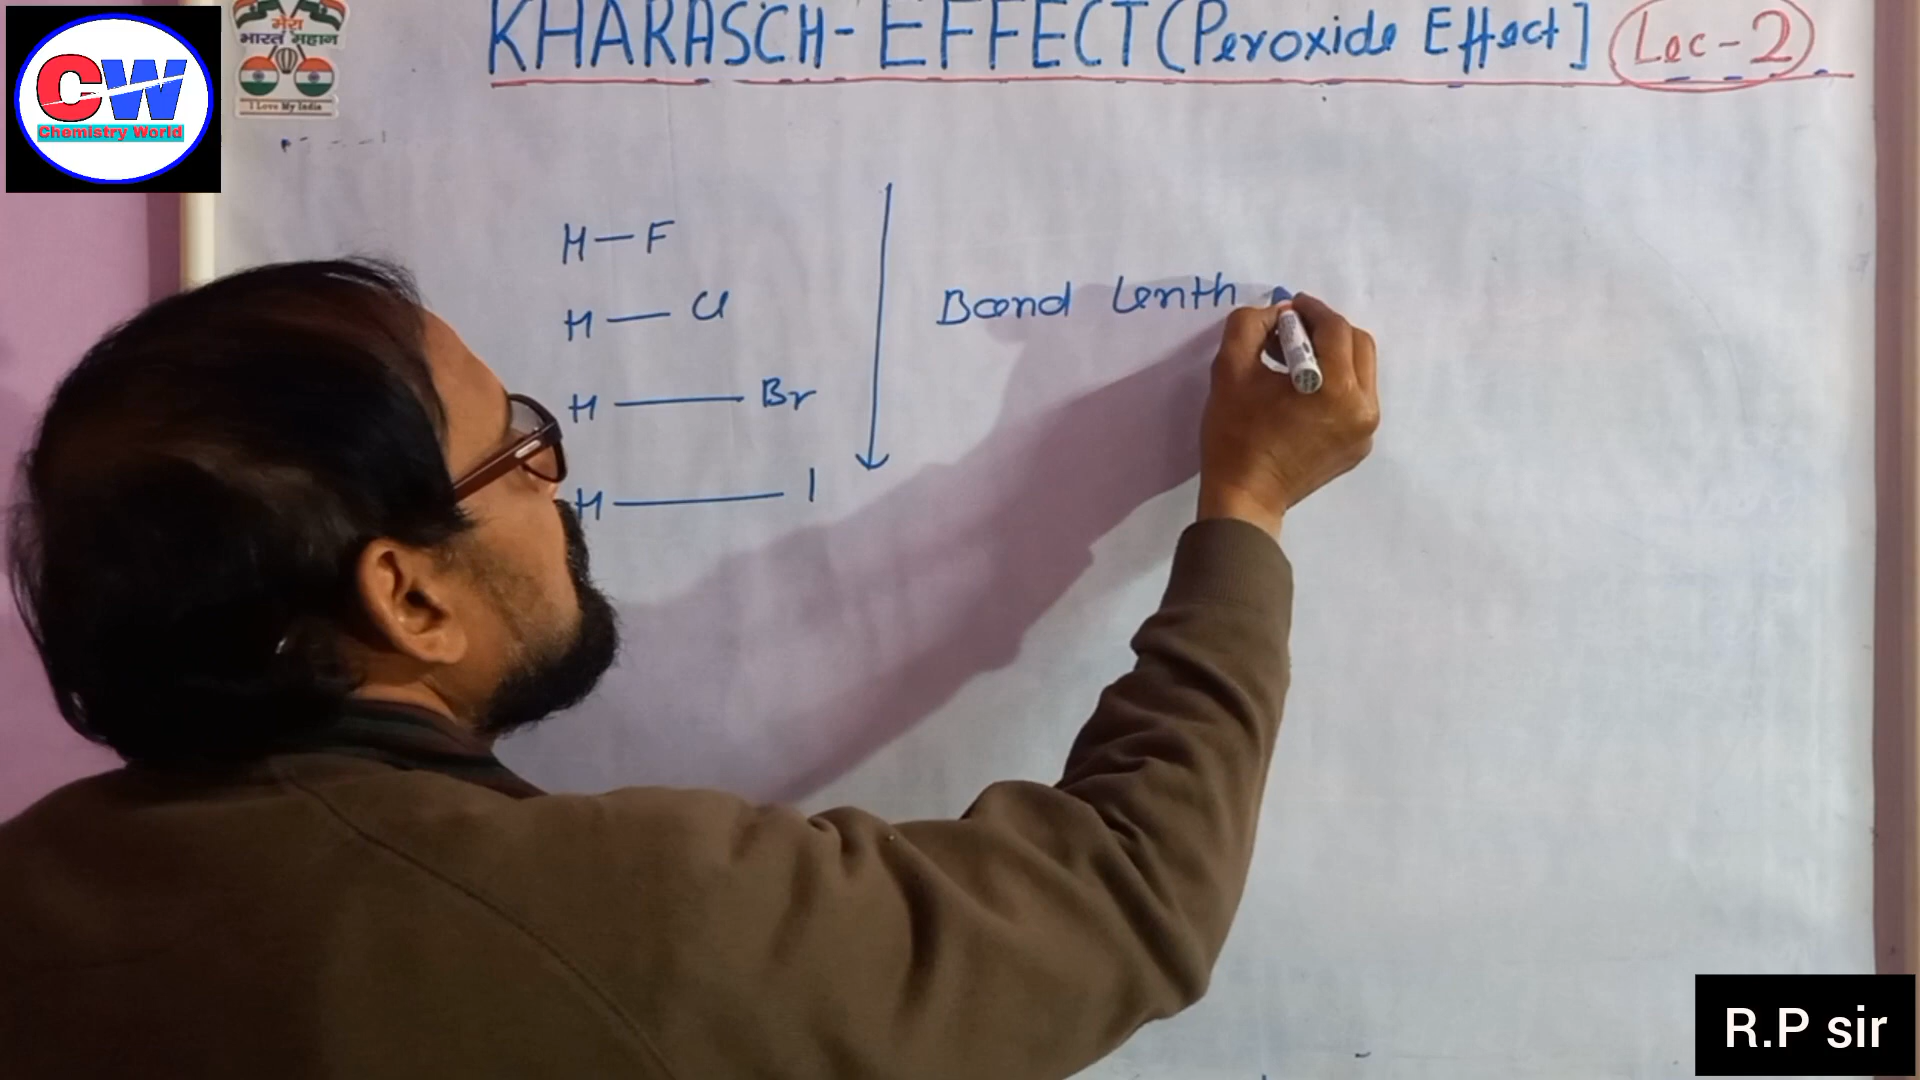 KHARASCH-EFFECT (Peroxide Effect] Lec-2
CW
Chemistry World
मेरा
भारत महान
I Love My India
H—F
H—Cl
H—Br
H—I
Bond Lenth
R.P sir